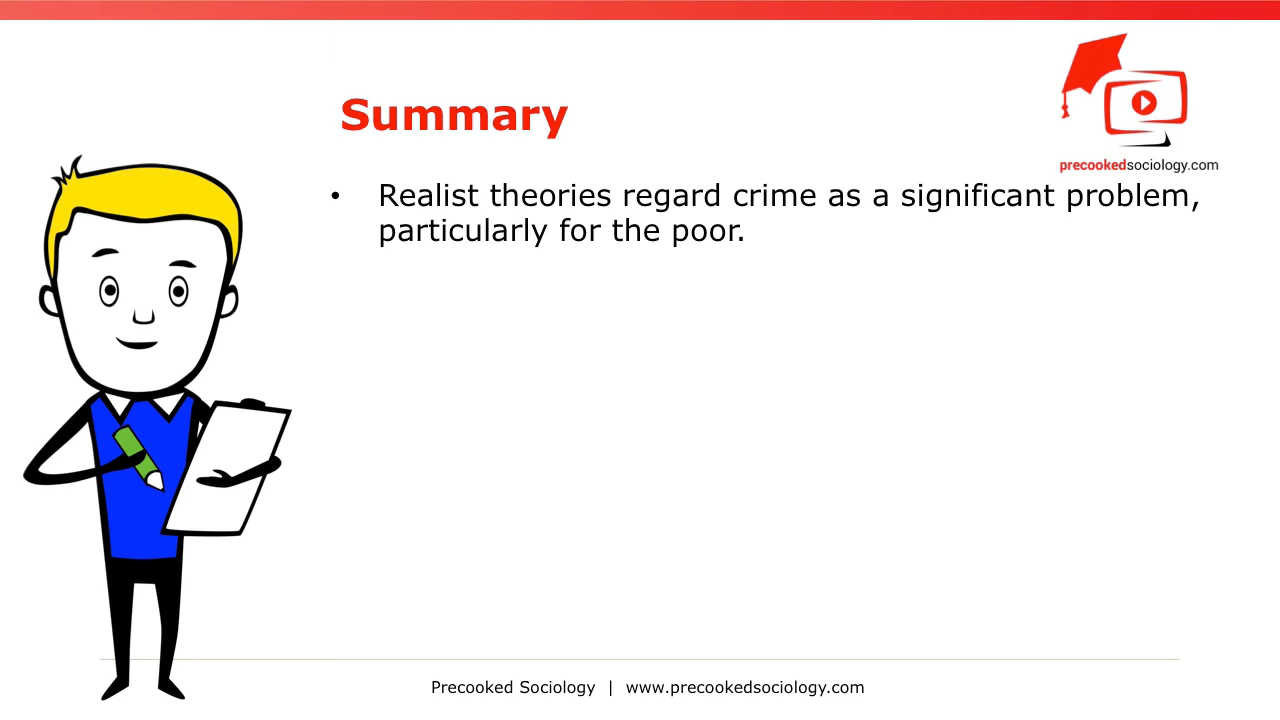 Summary
precookedsociology.com
• Realist theories regard crime as a significant problem,
particularly for the poor.
Precooked Sociology | www.precookedsociology.com